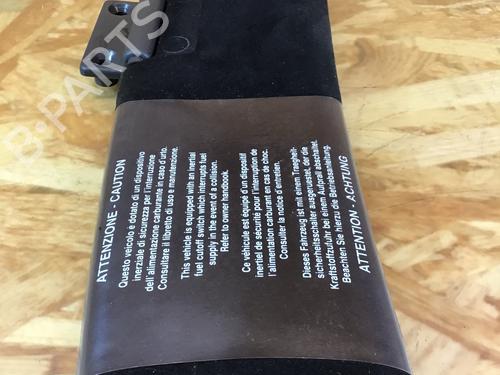 ATTENZIONE - CAUTION
Questo veicolo è dotato di un dispositivo
inerziale di sicurezza per l'interruzione
dell'alimentazione carburante in caso d'urto.
Consultare il libretto di uso e manutenzione.
This vehicle is equipped with an inertial
fuel cutoff switch which interrupts fuel
supply in the event of a collision.
Refer to owner handbook.
Ce véhicule est équipé d'un dispositif
inertiel de sécurité pour l'interruption de
l'alimentation carburant en cas de choc.
Consulter la notice d'entretien.
Dieses Fahrzeug ist mit einem Traegheit-
sicherheitsschalter ausgeruestet, der die
Kraftstoffzufuhr bei einem Aufprall abschaltet.
Beachten Sie hierzu die Betriebsanleitung.
ATTENTION - ACHTUNG
B-PARTS